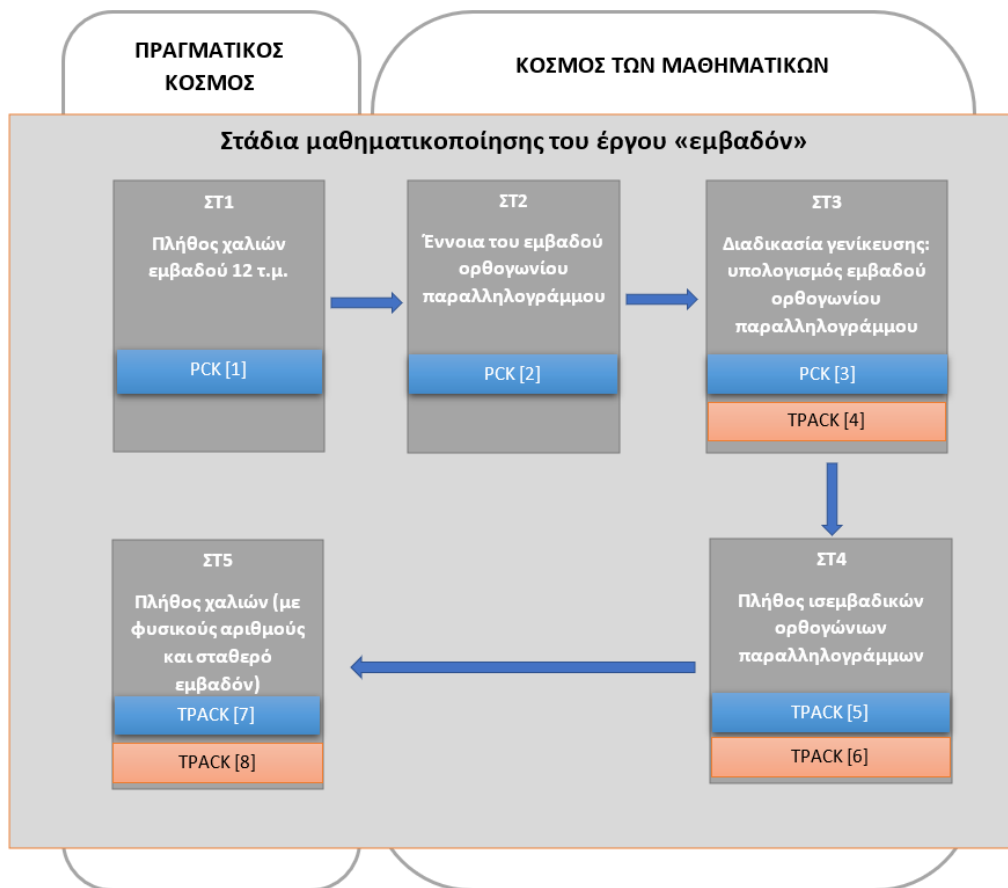 ΠΡΑΓΜΑΤΙΚΟΣ
ΚΟΣΜΟΣ
ΚΟΣΜΟΣ ΤΩΝ ΜΑΘΗΜΑΤΙΚΩΝ
Στάδια μαθηματικοποίησης του έργου «εμβαδόν»
ΣΤ1
Πλήθος χαλιών
εμβαδού 12 τ.μ.
PCK [1]
ΣΤ2
Έννοια του εμβαδού
ορθογωνίου
παραλληλογράμμου
PCK [2]
ΣΤ3
Διαδικασία γενίκευσης:
υπολογισμός εμβαδού
ορθογωνίου
παραλληλογράμμου
PCK [3]
TPACK [4]
ΣΤ4
Πλήθος ισεμβαδικών
ορθογώνιων
παραλληλογράμμων
TPACK [5]
TPACK [6]
ΣΤ5
Πλήθος χαλιών (με
φυσικούς αριθμούς
και σταθερό
εμβαδόν)
TPACK [7]
TPACK [8]